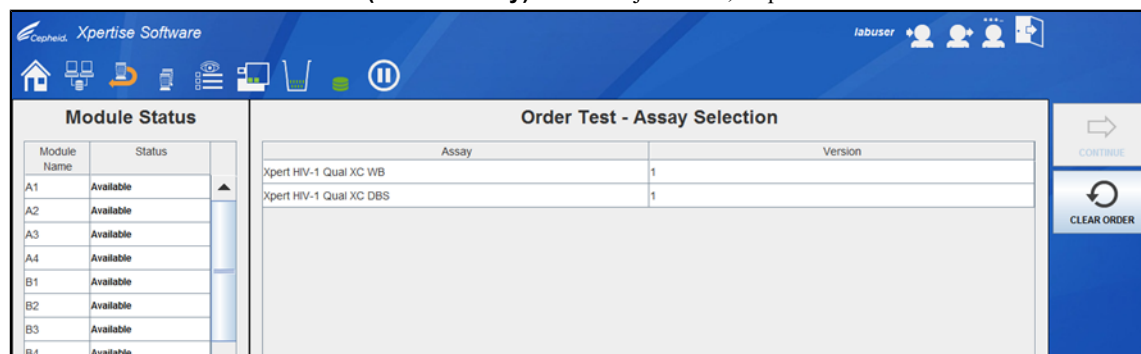 Cepheid. Xpertise Software
labuser
Module Status
Order Test - Assay Selection
Module Name Status
Assay Version
CONTINUE
Xpert HIV-1 Qual XC WB 1
Xpert HIV-1 Qual XC DBS 1
CLEAR ORDER
A1 Available
A2 Available
A3 Available
A4 Available
B1 Available
B2 Available
B3 Available
B4 Available